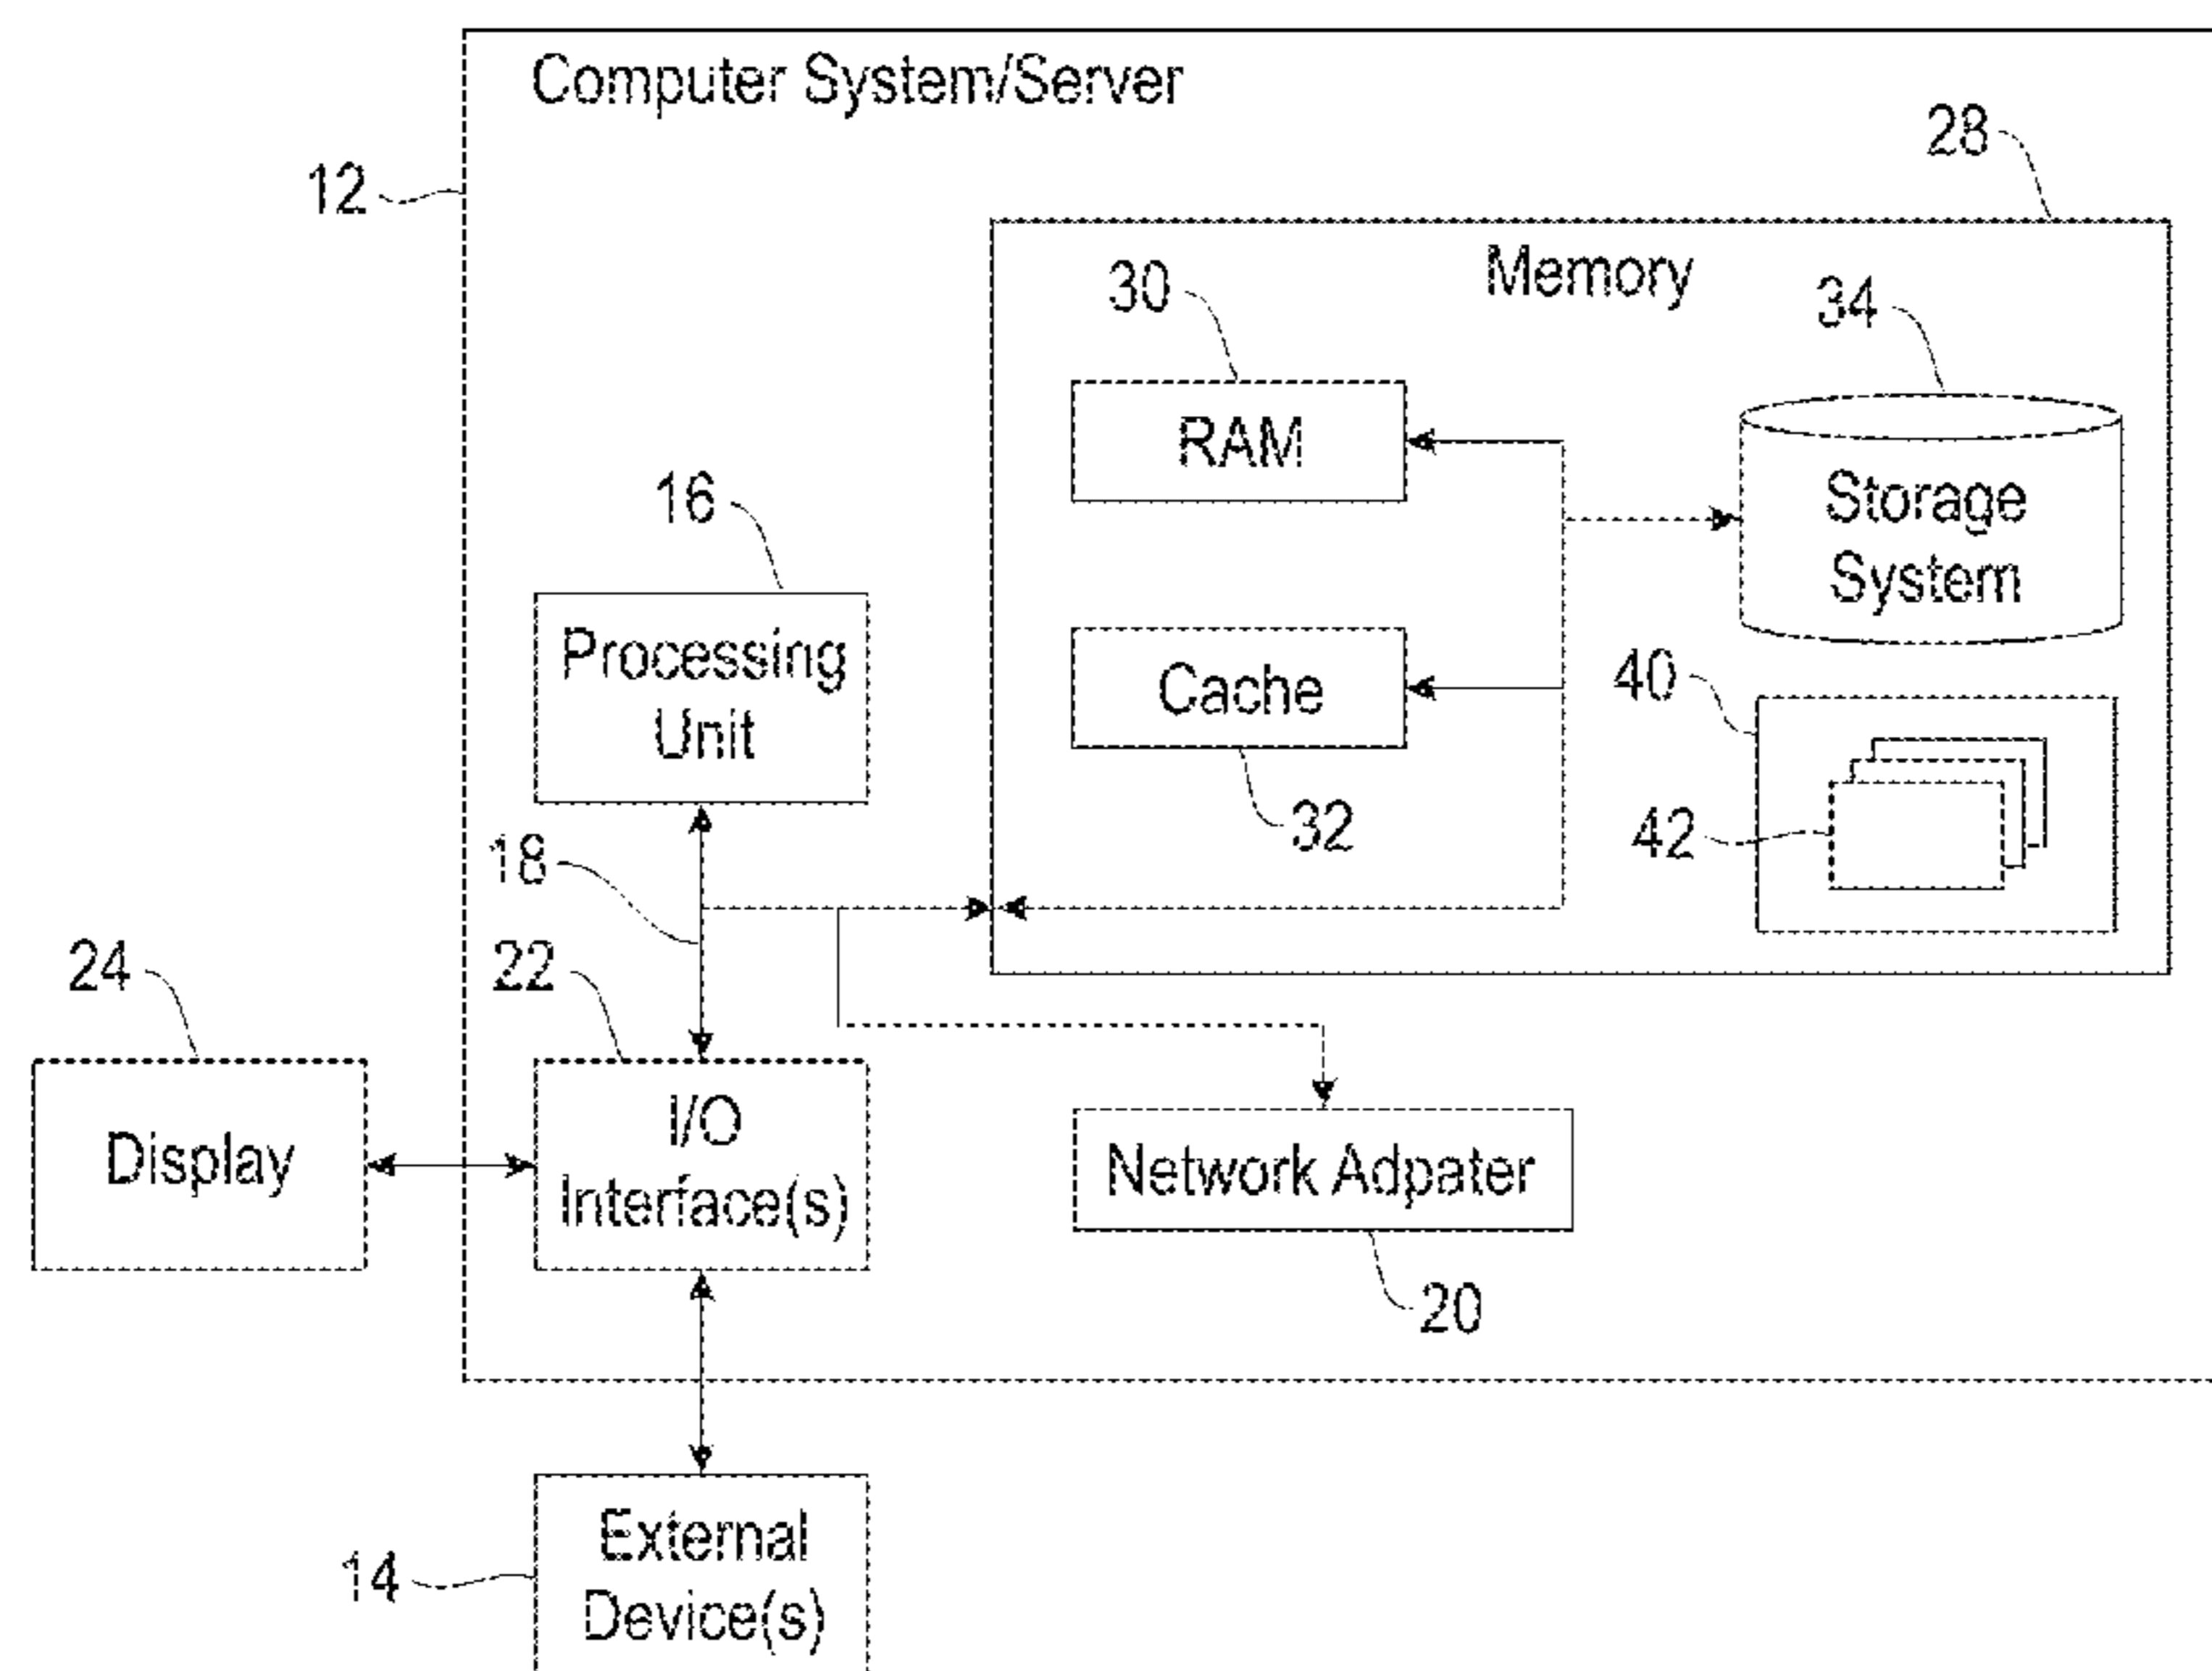 Computer System/Server
12
28
Memory
30
34
RAM
Storage
System
16
Processing
Unit
Cache
32
40
42
18
22
24
Display
I/O
Interface(s)
Network Adpater
20
14
External
Device(s)